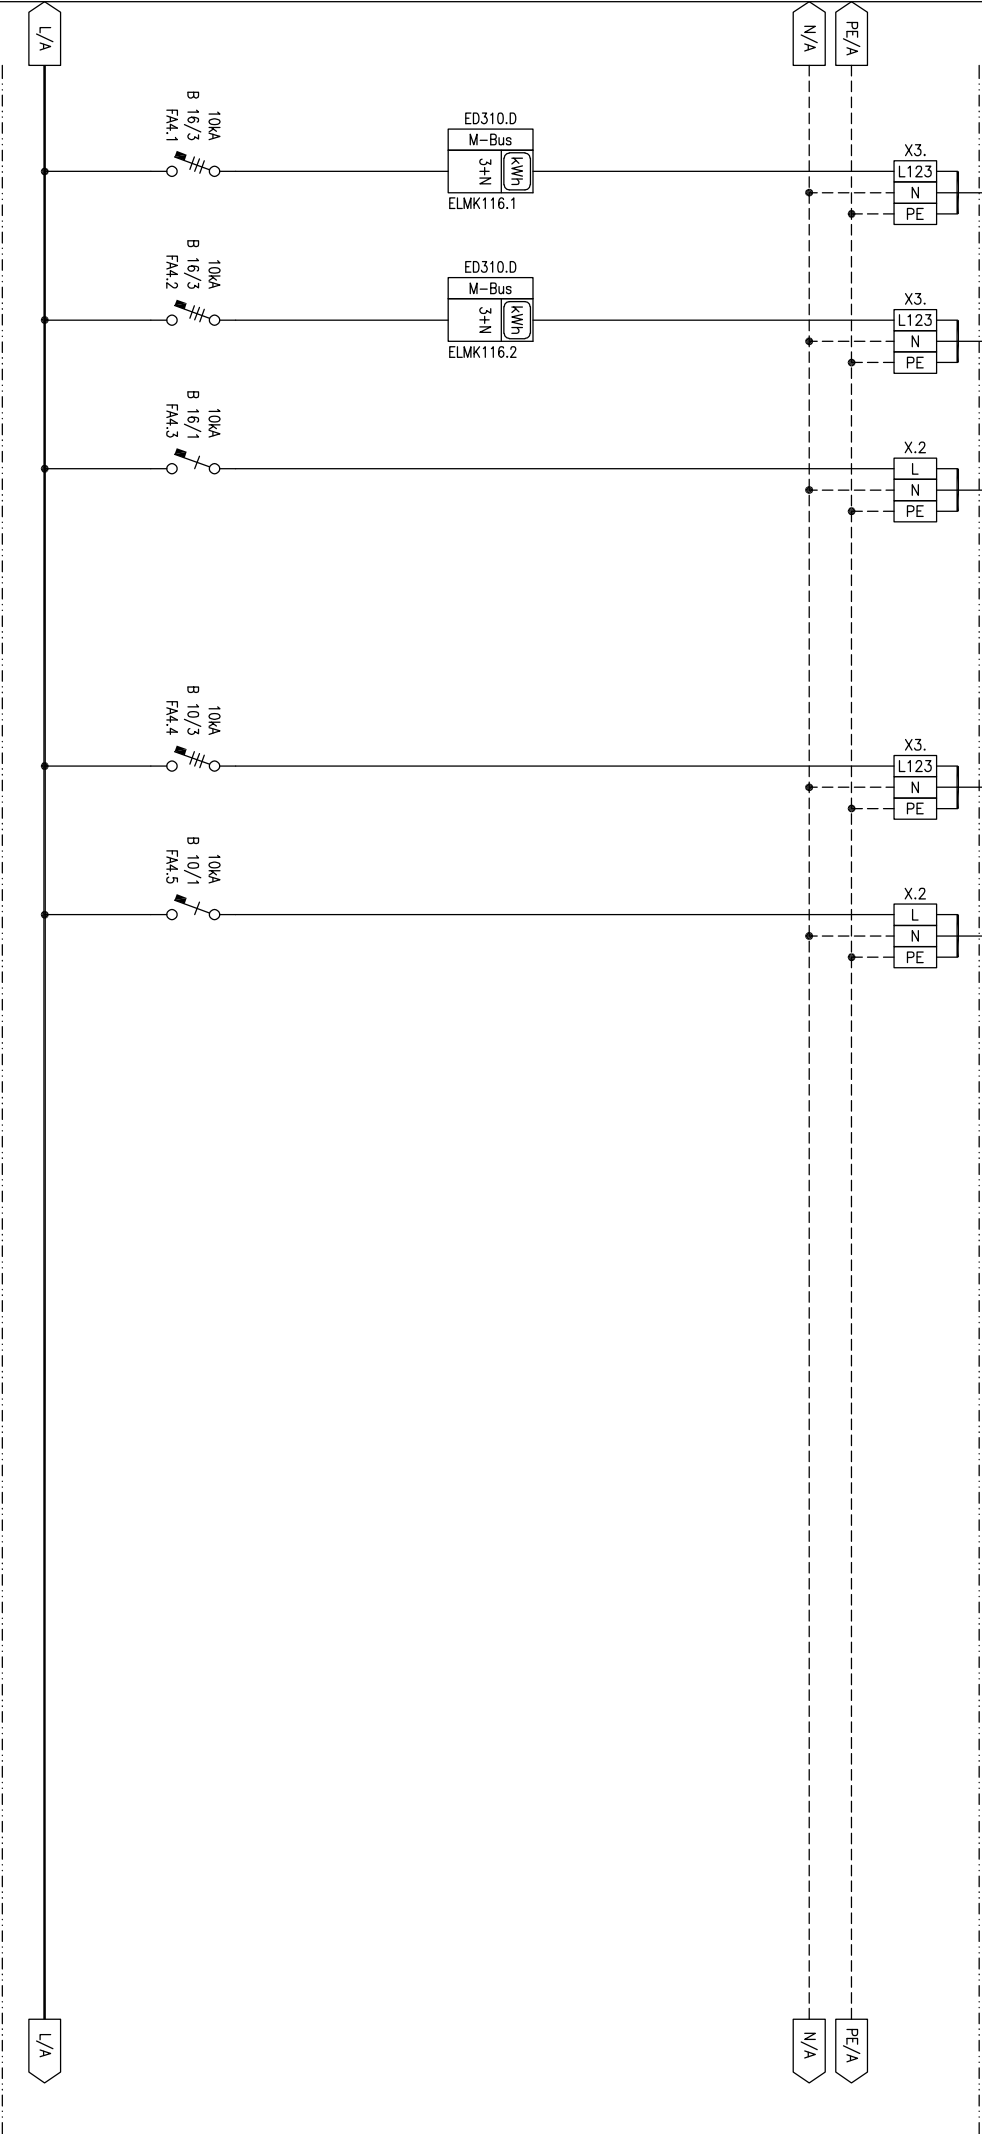 L/A
N/A
PE/A
10kA
B 16/3
FA4.1
ED310.D
M-Bus
3+N
kWh
ELMK116.1
X3.
L123
N
PE
10kA
B 16/3
FA4.2
ED310.D
M-Bus
3+N
kWh
ELMK116.2
X3.
L123
N
PE
10kA
B 16/1
FA4.3
X.2
L
N
PE
10kA
B 10/3
FA4.4
X3.
L123
N
PE
10kA
B 10/1
FA4.5
X.2
L
N
PE
L/A
N/A
PE/A